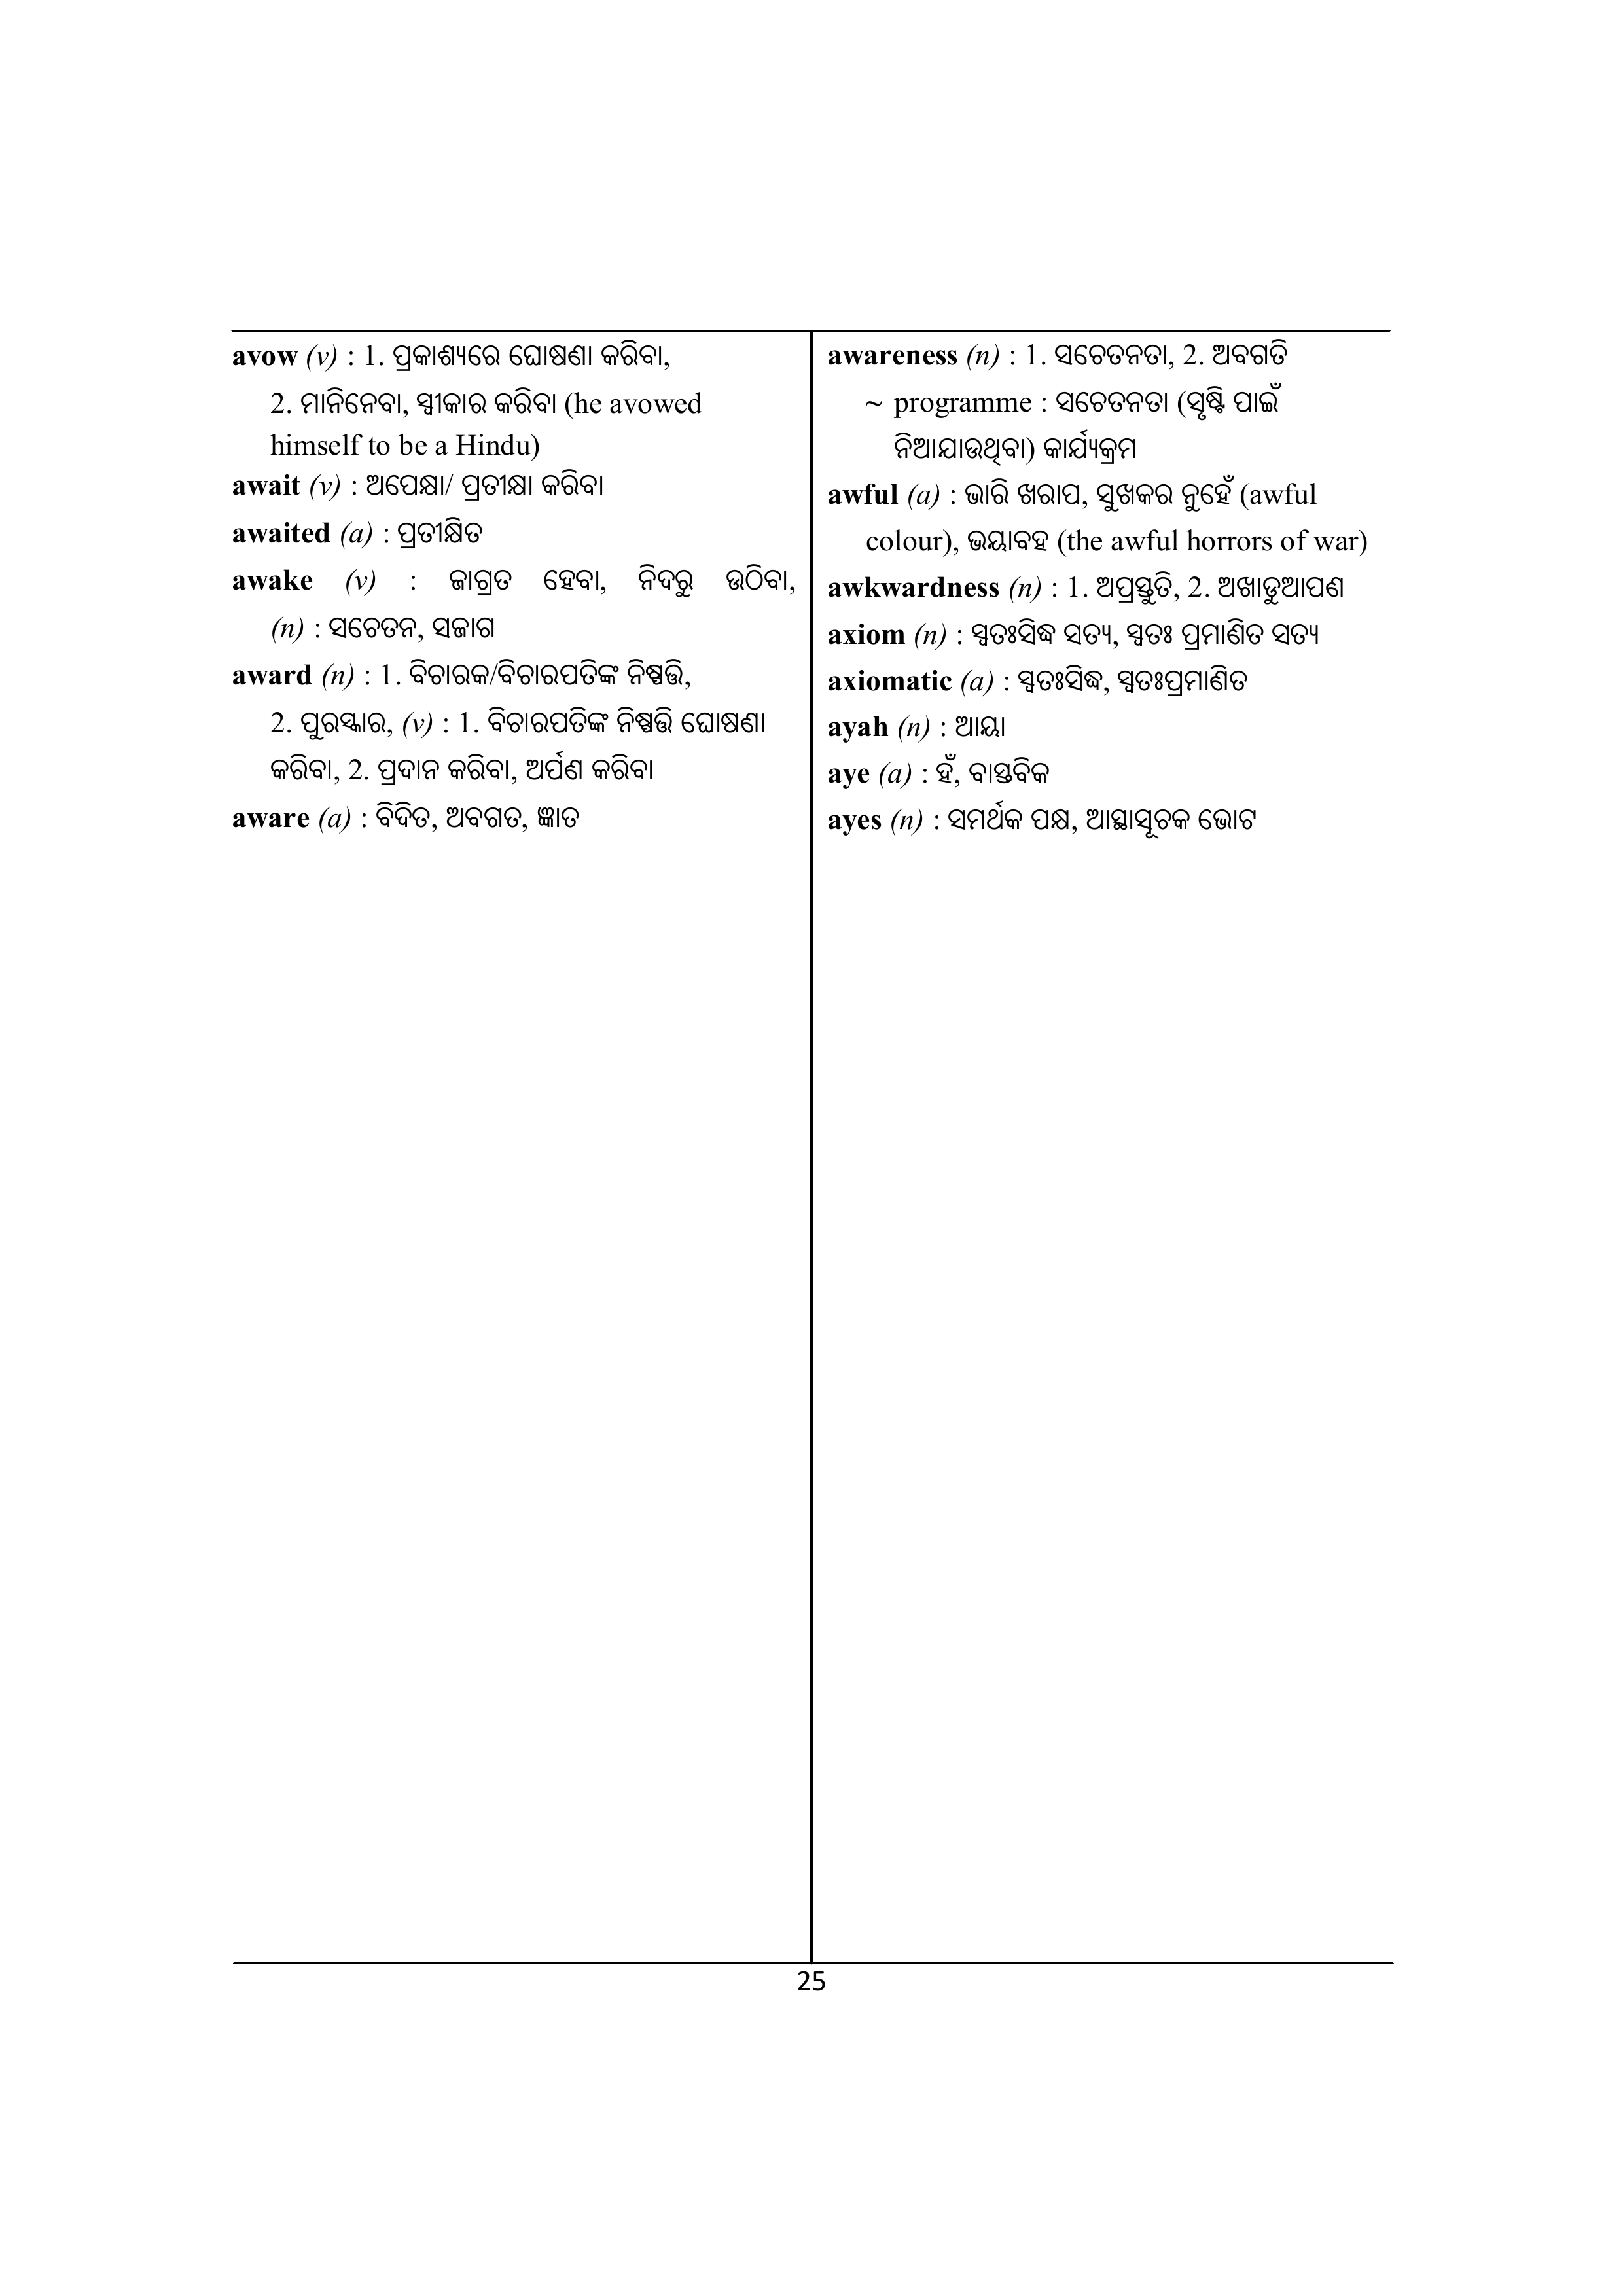 avow (v) : 1. ପ୍ରକାଶ୍ୟରେ ଘୋଷଣା କରିବା,
2. ମାନିନେବା, ସ୍ୱୀକାର କରିବା (he avowed
himself to be a Hindu)
await (v) : ଅପେକ୍ଷା/ ପ୍ରତୀକ୍ଷା କରିବା
awaited (a) : ପ୍ରତୀକ୍ଷିତ
awake (v) : ଜାଗ୍ରତ ହେବା, ନିଦରୁ ଉଠିବା,
(n) : ସଚେତନ, ସଜାଗ
award (n) : 1. ବିଚାରକ/ବିଚାରପତିଙ୍କ ନିଷ୍ପତ୍ତି,
2. ପୁରସ୍କାର, (v) : 1. ବିଚାରପତିଙ୍କ ନିଷ୍ପତ୍ତି ଘୋଷଣା
କରିବା, 2. ପ୍ରଦାନ କରିବା, ଅର୍ପଣ କରିବା
aware (a) : ବିଦିତ, ଅବଗତ, ଜ୍ଞାତ
awareness (n) : 1. ସଚେତନତା, 2. ଅବଗତି
~ programme : ସଚେତନତା (ସୃଷ୍ଟି ପାଇଁ
ନିଆଯାଉଥିବା) କାର୍ଯ୍ୟକ୍ରମ
awful (a) : ଭାରି ଖରାପ, ସୁଖକର ନୁହେଁ (awful
colour), ଭୟାବହ (the awful horrors of war)
awkwardness (n) : 1. ଅପ୍ରସ୍ତୁତି, 2. ଅଖାଡୁଆପଣ
axiom (n) : ସ୍ୱତଃସିଦ୍ଧ ସତ୍ୟ, ସ୍ୱତଃ ପ୍ରମାଣିତ ସତ୍ୟ
axiomatic (a) : ସ୍ୱତଃସିଦ୍ଧ, ସ୍ୱତଃପ୍ରମାଣିତ
ayah (n) : ଆୟା
aye (a) : ହଁ, ବାସ୍ତବିକ
ayes (n) : ସମର୍ଥକ ପକ୍ଷ, ଆସ୍ଥାସୂଚକ ଭୋଟ
25